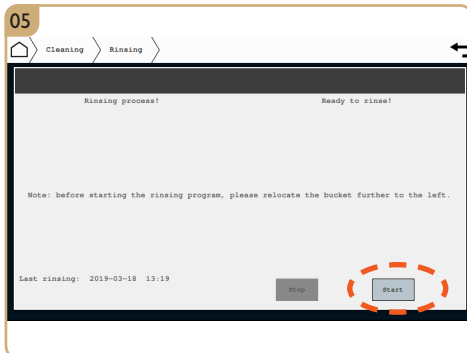 05
Cleaning Rinsing
Rinsing process! Ready to rinse!
Note: before starting the rinsing program, please relocate the bucket further to the left.
Last rinsing: 2019-03-18 13:19
Stop Start